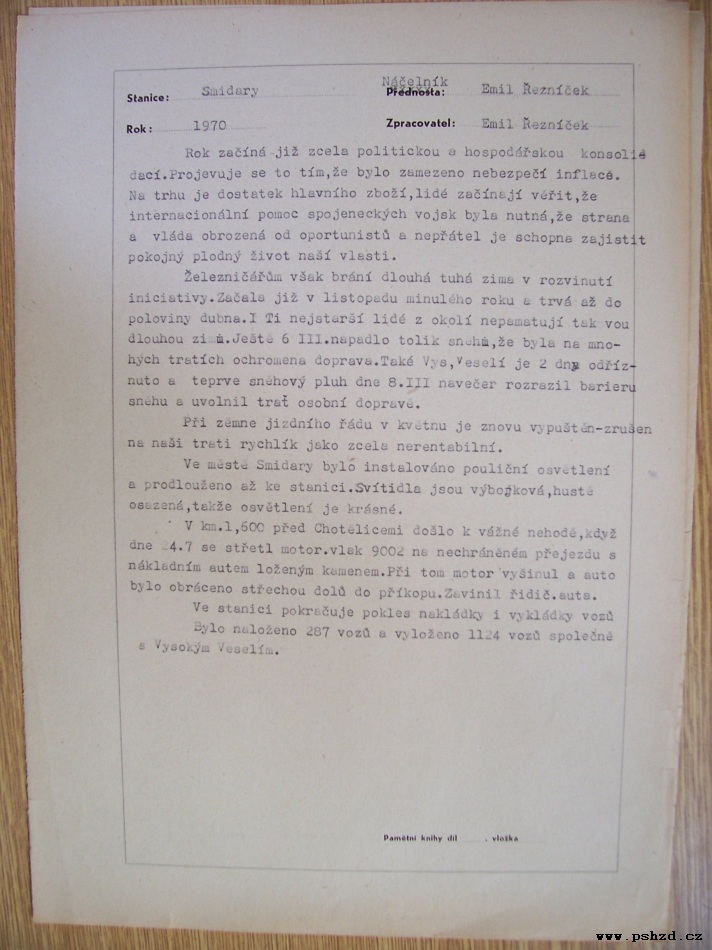 Náčelník
Stanice: Smidary Přednosta: Emil Řezníček
Rok: 1970 Zpracovatel: Emil Řezníček
Rok začíná již zcela politickou a hospodářskou konsolid
dací.Projevuje se to tím,že bylo zamezeno nebezpečí inflace.
Na trhu je dostatek hlavního zboží,lidé začínají věřit,že
internacionální pomoc spojeneckých vojsk byla nutná,že strana
a vláda obrozená od oportunistů a nepřátel je schopna zajistit
pokojný plodný život naší vlasti.
Železničářům však brání dlouhá tuhá zima v rozvinutí
iniciativy.Začala již v listopadu minulého roku a trvá až do
poloviny dubna.I Ti nejstarší lidé z okolí nepamatují tak vou
dlouhou zimu.Ještě 6 III.napadlo tolik sněhu,že byla na mno-
hých tratích ochromena doprava.Také Vys,Veselí je 2 dny odříz-
nuto a teprve sněhový pluh dne 8.III navečer rozrazil barieru
sněhu a uvolnil trať osobní dopravě.
Při zěmne jizdního řádu v květnu je znovu vypuštěn-zrušen
na naši trati rychlík jako zcela nerentabilní.
Ve městě Smidary bylo instalováno pouliční osvětlení
a prodlouženo až ke stanici.Svítidla jsou výbojková,hustě
osazená,takže osvětlení je krásné.
V km.1,600 před Chotělicemi došlo k vážné nehodě,když
dne 24.7 se střetl motor.vlak 9002 na nechráněném přejezdu s
nákladním autem loženým kamenem.Při tom motor vyšinul a auto
bylo obráceno střechou dolů do příkopu.Zavinil řidič.auta.
Ve stanici pokračuje pokles nakládky i vykládky vozů
Bylo naloženo 287 vozů a vyloženo 1124 vozů společně
s Vysokým Veselím.
Pamětní knihy díl . vložka
www.pshzd.cz